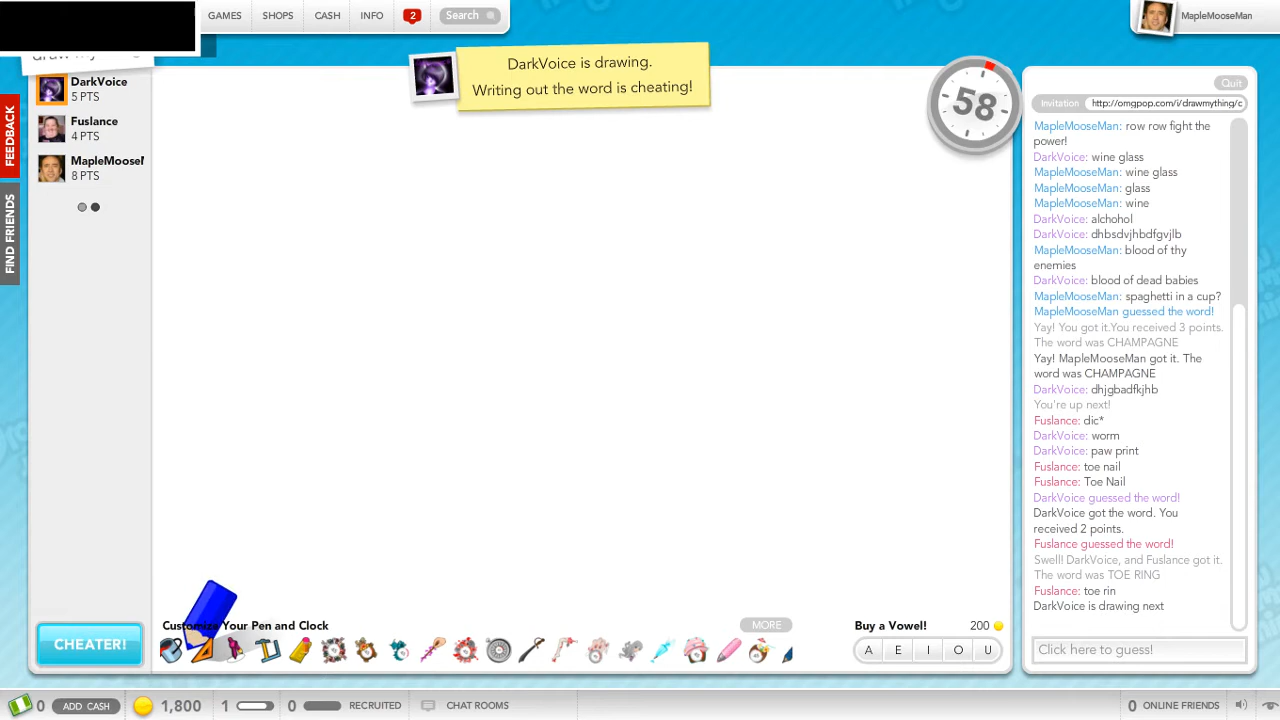 GAMES
SHOPS
CASH
INFO
2
Search
MapleMooseMan
DarkVoice
5 PTS
Fuslance
4 PTS
MapleMooseM
8 PTS
FEEDBACK
FIND FRIENDS
CHEATER!
DarkVoice is drawing.
Writing out the word is cheating!
58
Customize Your Pen and Clock
MORE
Buy a Vowel!
200
A
E
I
O
U
Quit
Invitation
http://omgpop.com/i/drawmything/c
MapleMooseMan: row row fight the
power!
DarkVoice: wine glass
MapleMooseMan: wine glass
MapleMooseMan: glass
MapleMooseMan: wine
DarkVoice: alchohol
DarkVoice: dhbsdvjhbdfgvjlb
MapleMooseMan: blood of thy
enemies
DarkVoice: blood of dead babies
MapleMooseMan: spaghetti in a cup?
MapleMooseMan guessed the word!
Yay! You got it.You received 3 points.
The word was CHAMPAGNE
Yay! MapleMooseMan got it. The
word was CHAMPAGNE
DarkVoice: dhjgbadfkjhb
You're up next!
Fuslance: dic*
DarkVoice: worm
DarkVoice: paw print
Fuslance: toe nail
Fuslance: Toe Nail
DarkVoice guessed the word!
DarkVoice got the word. You
received 2 points.
Fuslance guessed the word!
Swell! DarkVoice, and Fuslance got it.
The word was TOE RING
Fuslance: toe rin
DarkVoice is drawing next
Click here to guess!
0
ADD CASH
1,800
1
0
RECRUITED
CHAT ROOMS
0 ONLINE FRIENDS